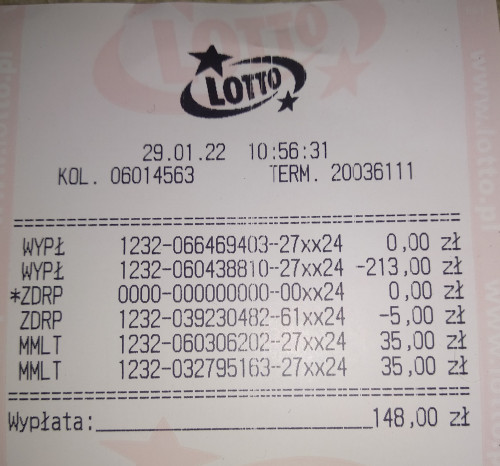 LOTTO
29.01.22 10:56:31
KOL. 06014563 TERM. 20036111
========================================
WYPŁ 1232-066469403-27xx24 0,00 zł
WYPŁ 1232-060438810-27xx24 -213,00 zł
*ZDRP 0000-000000000-00xx24 0,00 zł
ZDRP 1232-039230482-61xx24 -5,00 zł
MMLT 1232-060306202-27xx24 35,00 zł
MMLT 1232-032795163-27xx24 35,00 zł
========================================
Wypłata:______________________148,00 zł